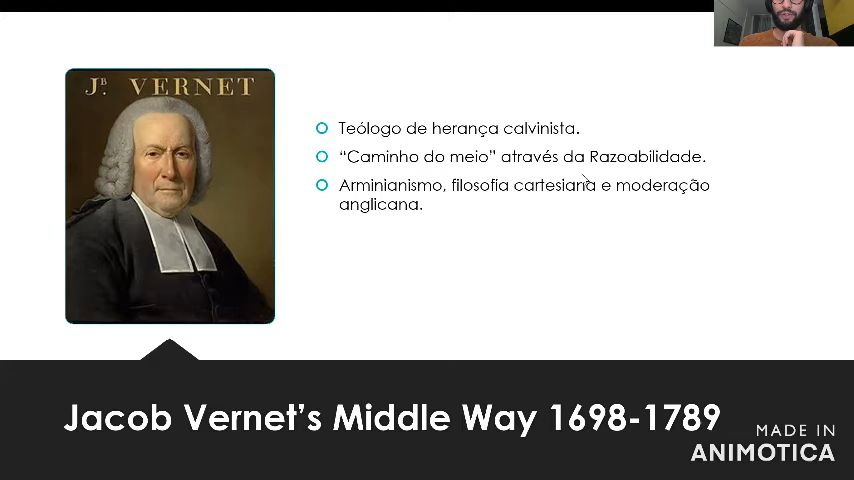 J.B VERNET
Teólogo de herança calvinista.
“Caminho do meio” através da Razoabilidade.
Arminianismo, filosofia cartesiana e moderação
anglicana.
Jacob Vernet’s Middle Way 1698-1789
MADE IN
ANIMOTICA